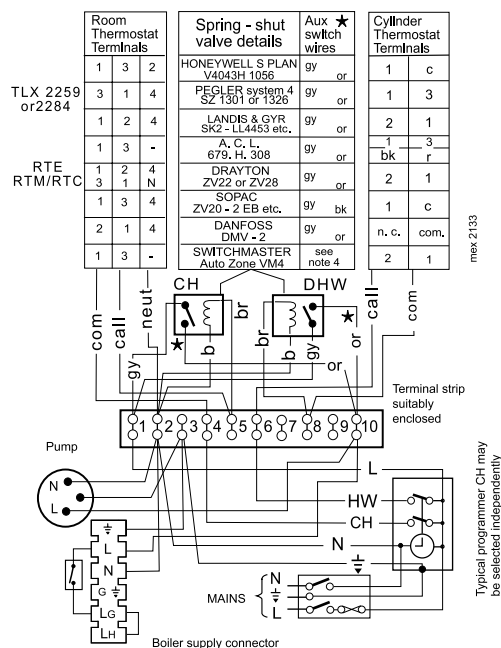 Room Thermostat Terminals
Spring - shut valve details
Aux ★ switch wires
Cylinder Thermostat Terminals
1 3 2 HONEYWELL S PLAN V4043H 1056 gy or 1 c
TLX 2259 or2284
3 1 4 PEGLER system 4 SZ 1301 or 1326 gy or 1 3
1 2 4 LANDIS & GYR SK2 - LL4453 etc. gy or 2 1
1 3 - A. C. L. 679. H. 308 gy or 1 bk 3 r
RTE RTM/RTC
1 2 4 3 1 N DRAYTON ZV22 or ZV28 gy or 2 1
1 3 4 SOPAC ZV20 - 2 EB etc. gy bk 1 c
2 1 4 DANFOSS DMV - 2 gy or n. c. com.
1 3 - SWITCHMASTER Auto Zone VM4 see note 4 2 1
mex 2133
CH DHW
com call neut br br call com
★ ★
gy b b gy or or
Terminal strip suitably enclosed
1 2 3 4 5 6 7 8 9 10
Pump
N
L
L
HW
CH
N
Typical programmer CH may be selected independently
L
N
G
LG
LH
MAINS
N
L
Boiler supply connector